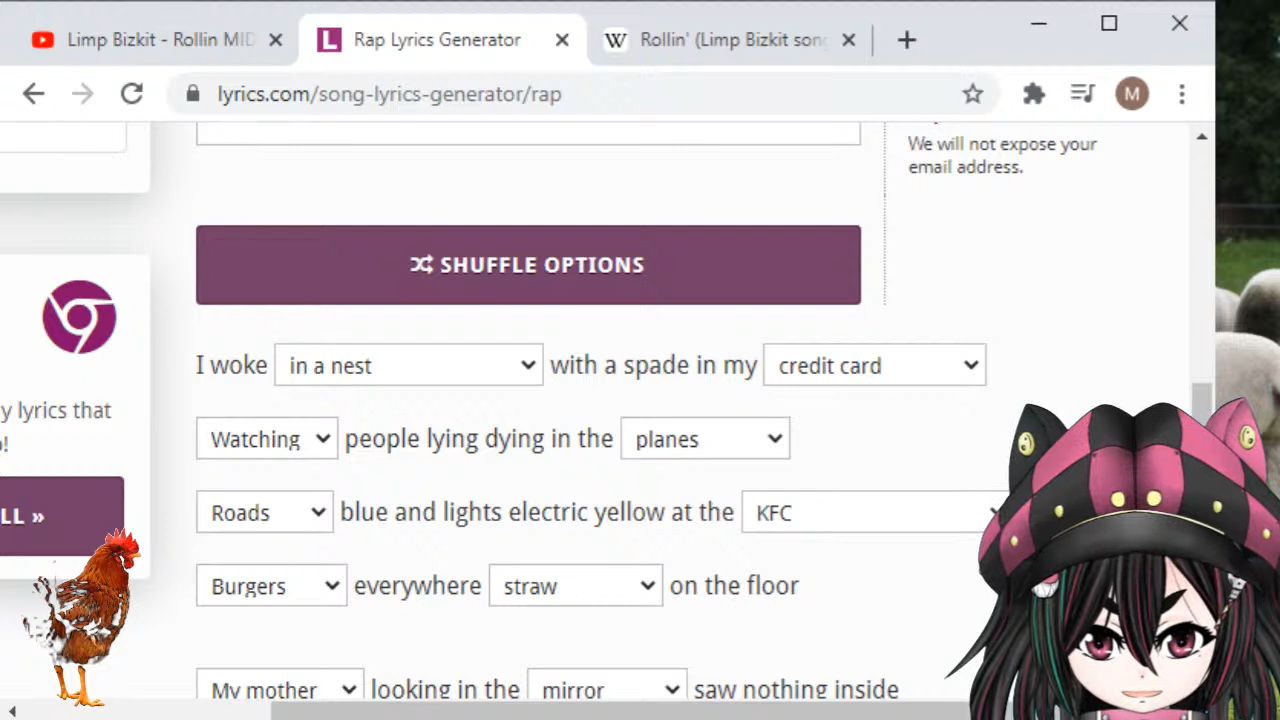 Limp Bizkit - Rollin MID
Rap Lyrics Generator
Rollin' (Limp Bizkit song
lyrics.com/song-lyrics-generator/rap
M
We will not expose your
email address.
SHUFFLE OPTIONS
y lyrics that
!
LL »
I woke in a nest with a spade in my credit card
Watching people lying dying in the planes
Roads blue and lights electric yellow at the KFC
Burgers everywhere straw on the floor
My mother looking in the mirror saw nothing inside